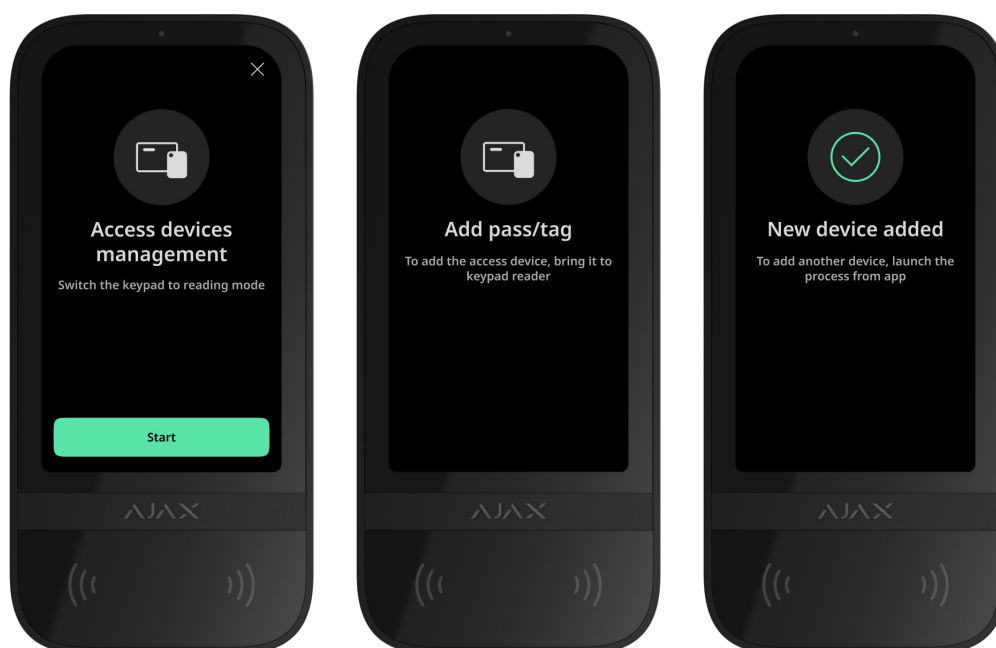 Access devices
management
Switch the keypad to reading mode
Start
AJAX
Add pass/tag
To add the access device, bring it to
keypad reader
AJAX
New device added
To add another device, launch the
process from app
AJAX